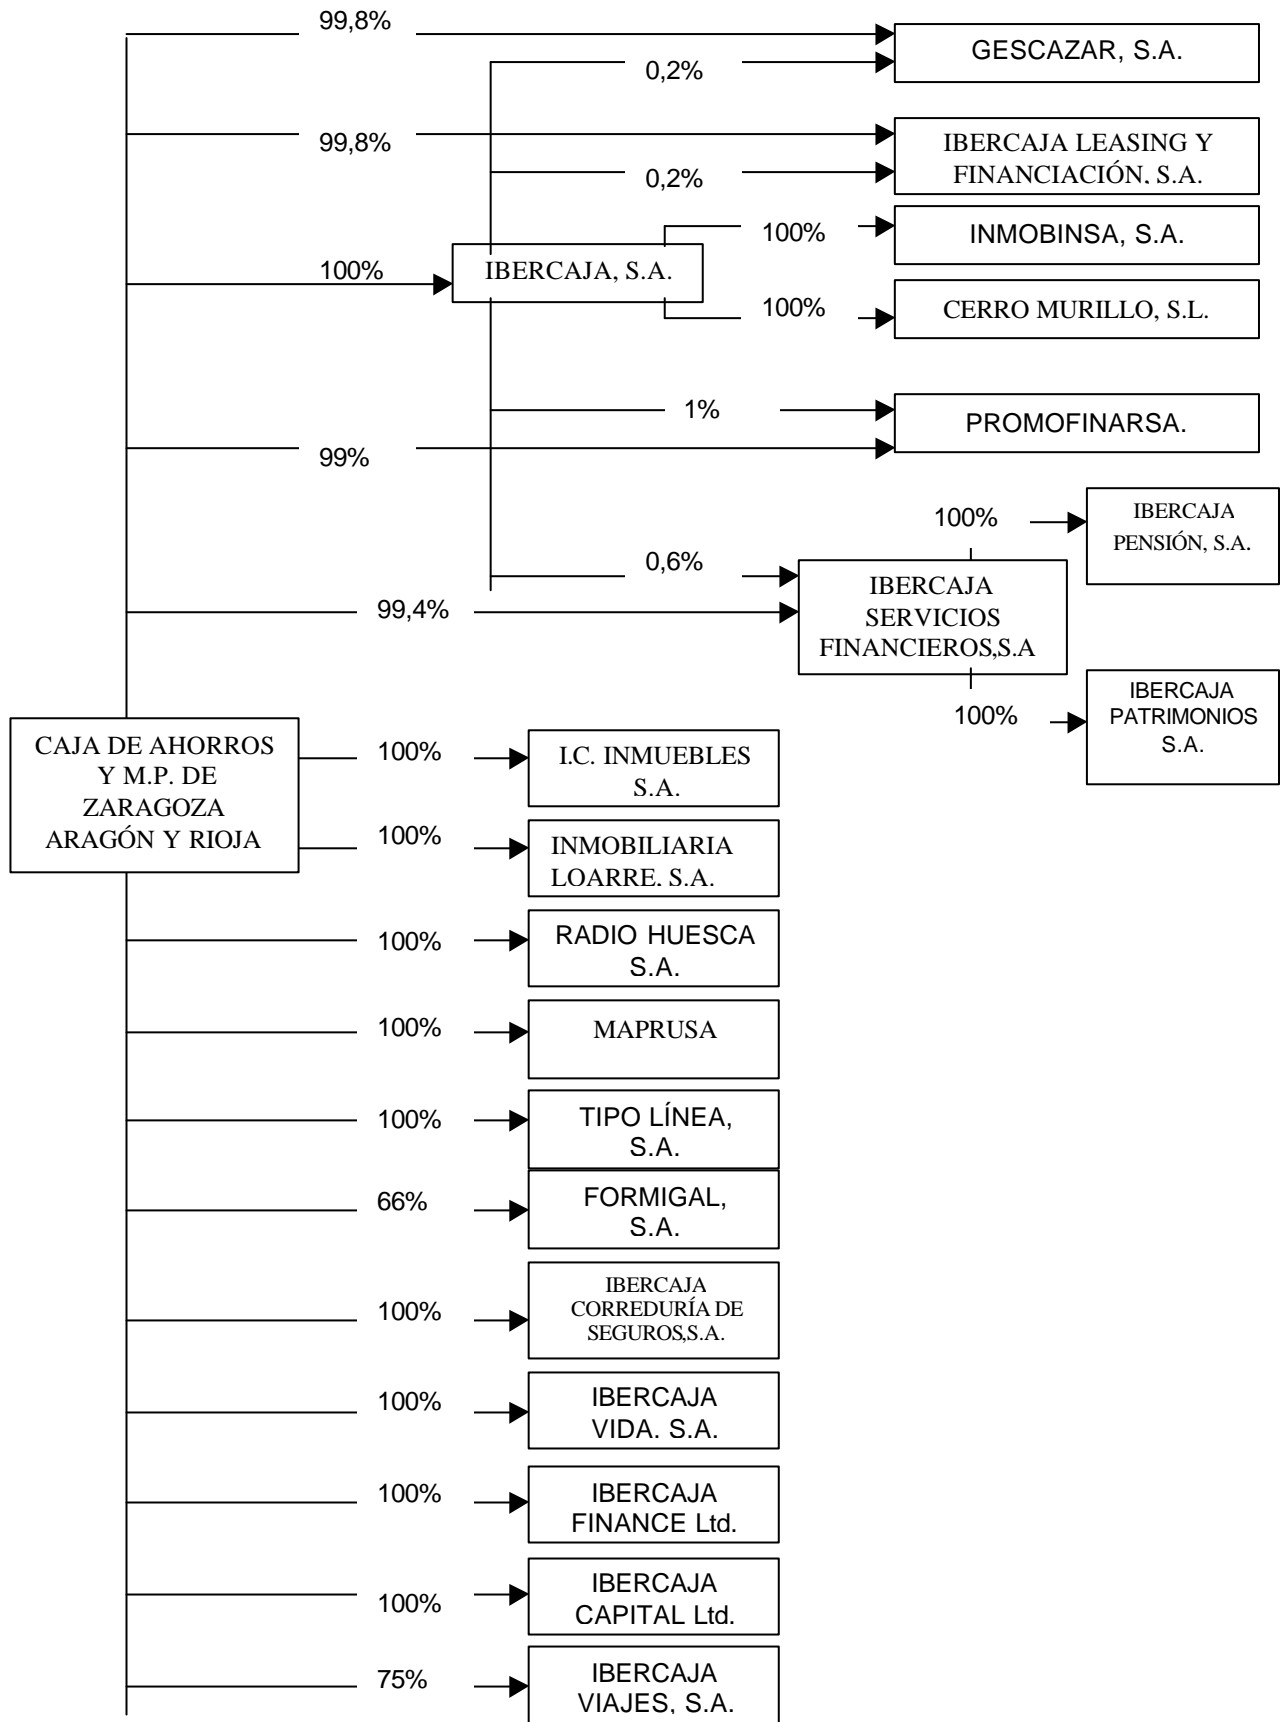 99,8%
GESCAZAR, S.A.
0,2%
99,8%
IBERCAJA LEASING Y
FINANCIACIÓN, S.A.
0,2%
100%
INMOBINSA, S.A.
100%
IBERCAJA, S.A.
100%
CERRO MURILLO, S.L.
1%
PROMOFINARSA.
99%
100%
IBERCAJA
PENSIÓN, S.A.
0,6%
IBERCAJA
SERVICIOS
FINANCIEROS,S.A
99,4%
100%
IBERCAJA
PATRIMONIOS
S.A.
CAJA DE AHORROS
Y M.P. DE
ZARAGOZA
ARAGÓN Y RIOJA
100%
I.C. INMUEBLES
S.A.
100%
INMOBILIARIA
LOARRE, S.A.
100%
RADIO HUESCA
S.A.
100%
MAPRUSA
100%
TIPO LÍNEA,
S.A.
66%
FORMIGAL,
S.A.
100%
IBERCAJA
CORREDURÍA DE
SEGUROS,S.A.
100%
IBERCAJA
VIDA. S.A.
100%
IBERCAJA
FINANCE Ltd.
100%
IBERCAJA
CAPITAL Ltd.
75%
IBERCAJA
VIAJES, S.A.